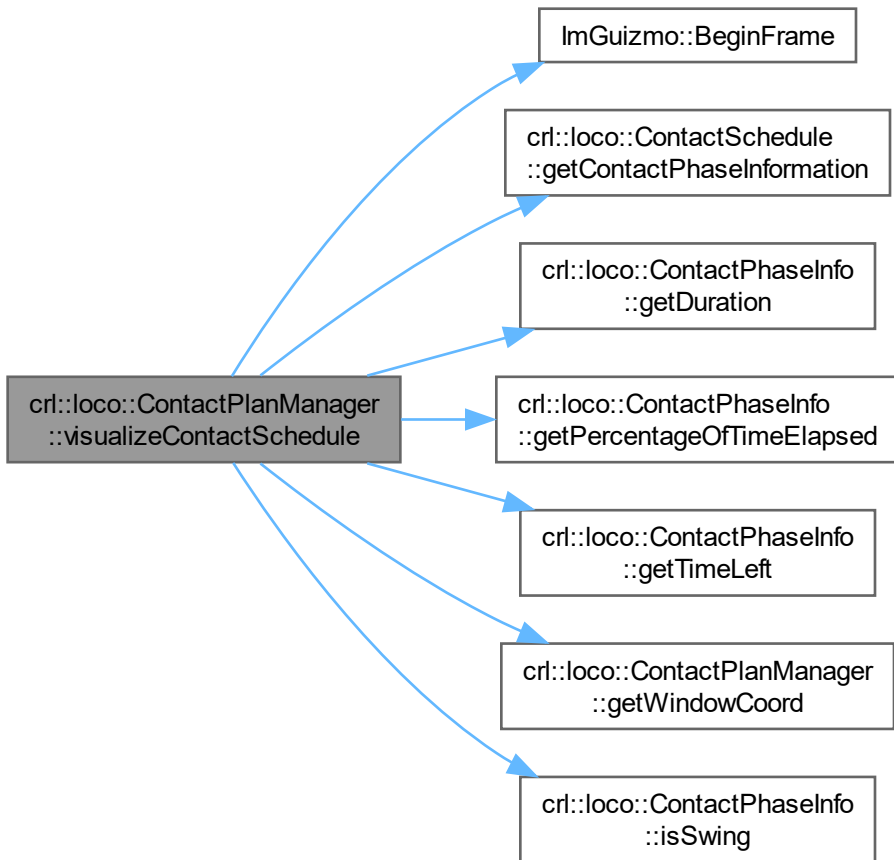 ImGuizmo::BeginFrame
crl::loco::ContactSchedule
::getContactPhaseInformation
crl::loco::ContactPhaseInfo
::getDuration
crl::loco::ContactPlanManager
::visualizeContactSchedule
crl::loco::ContactPhaseInfo
::getPercentageOfTimeElapsed
crl::loco::ContactPhaseInfo
::getTimeLeft
crl::loco::ContactPlanManager
::getWindowCoord
crl::loco::ContactPhaseInfo
::isSwing